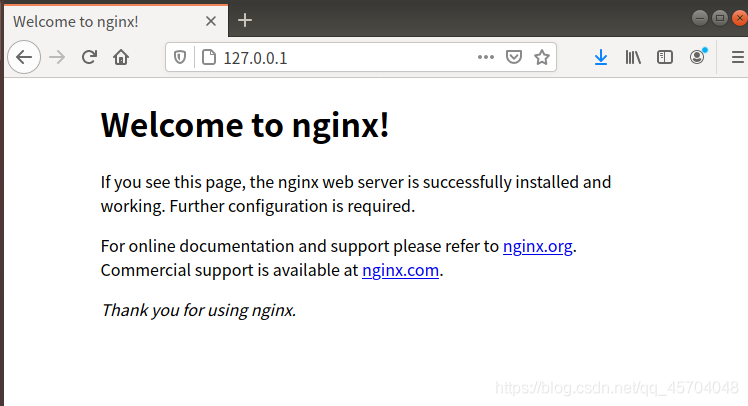 Welcome to nginx!
127.0.0.1
Welcome to nginx!
If you see this page, the nginx web server is successfully installed and
working. Further configuration is required.
For online documentation and support please refer to nginx.org.
Commercial support is available at nginx.com.
Thank you for using nginx.
https://blog.csdn.net/qq_45704048